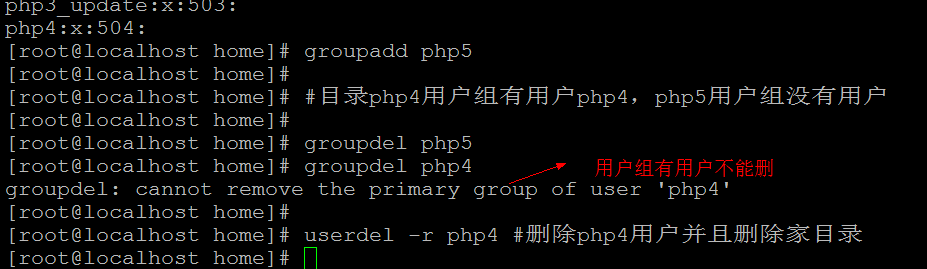 php3_update:x:503:
php4:x:504:
[root@localhost home]# groupadd php5
[root@localhost home]#
[root@localhost home]# #目录php4用户组有用户php4，php5用户组没有用户
[root@localhost home]#
[root@localhost home]# groupdel php5
[root@localhost home]# groupdel php4
用户组有用户不能删
groupdel: cannot remove the primary group of user 'php4'
[root@localhost home]#
[root@localhost home]# userdel -r php4 #删除php4用户并且删除家目录
[root@localhost home]#